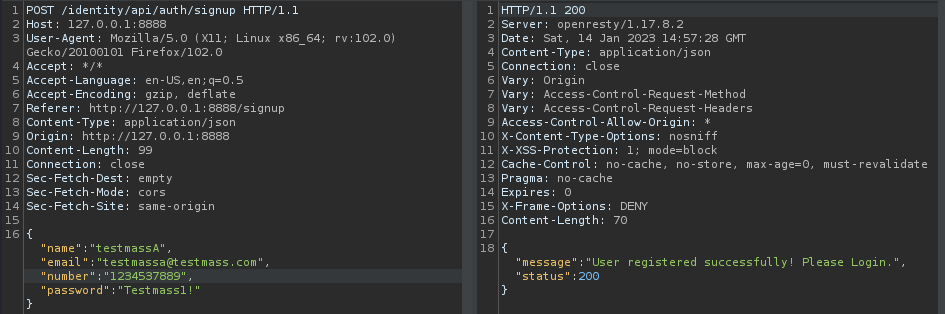 1 POST /identity/api/auth/signup HTTP/1.1
2 Host: 127.0.0.1:8888
3 User-Agent: Mozilla/5.0 (X11; Linux x86_64; rv:102.0)
Gecko/20100101 Firefox/102.0
4 Accept: */*
5 Accept-Language: en-US,en;q=0.5
6 Accept-Encoding: gzip, deflate
7 Referer: http://127.0.0.1:8888/signup
8 Content-Type: application/json
9 Origin: http://127.0.0.1:8888
10 Content-Length: 99
11 Connection: close
12 Sec-Fetch-Dest: empty
13 Sec-Fetch-Mode: cors
14 Sec-Fetch-Site: same-origin
15
16 {
"name":"testmassA",
"email":"testmassa@testmass.com",
"number":"1234537889",
"password":"Testmass1!"
}
1 HTTP/1.1 200
2 Server: openresty/1.17.8.2
3 Date: Sat, 14 Jan 2023 14:57:28 GMT
4 Content-Type: application/json
5 Connection: close
6 Vary: Origin
7 Vary: Access-Control-Request-Method
8 Vary: Access-Control-Request-Headers
9 Access-Control-Allow-Origin: *
10 X-Content-Type-Options: nosniff
11 X-XSS-Protection: 1; mode=block
12 Cache-Control: no-cache, no-store, max-age=0, must-revalidate
13 Pragma: no-cache
14 Expires: 0
15 X-Frame-Options: DENY
16 Content-Length: 70
17
18 {
"message":"User registered successfully! Please Login.",
"status":200
}